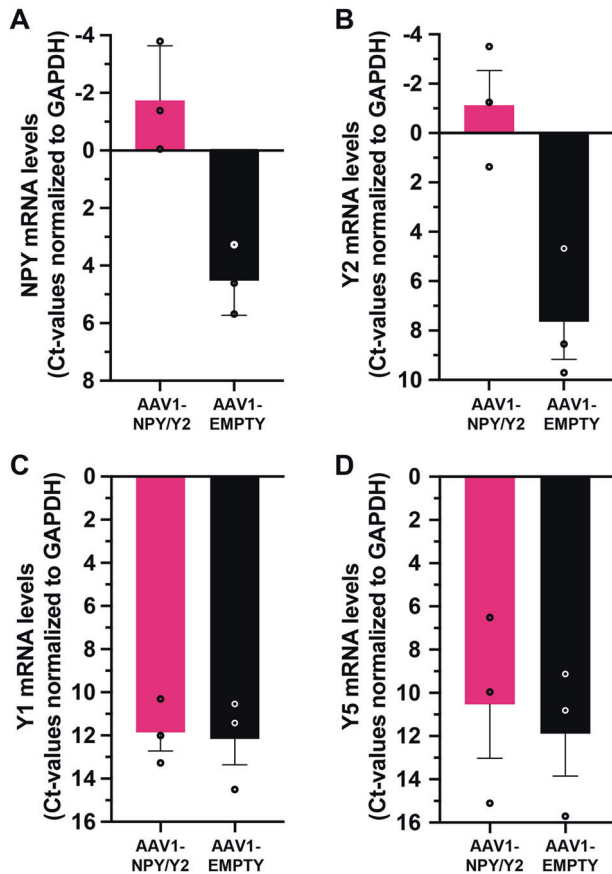 A
NPY mRNA levels
(Ct-values normalized to GAPDH)
-4
-2
0
2
4
6
8
AAV1-
NPY/Y2
AAV1-
EMPTY
B
Y2 mRNA levels
(Ct-values normalized to GAPDH)
-4
-2
0
2
4
6
8
10
AAV1-
NPY/Y2
AAV1-
EMPTY
C
Y1 mRNA levels
(Ct-values normalized to GAPDH)
0
2
4
6
8
10
12
14
16
AAV1-
NPY/Y2
AAV1-
EMPTY
D
Y5 mRNA levels
(Ct-values normalized to GAPDH)
0
2
4
6
8
10
12
14
16
AAV1-
NPY/Y2
AAV1-
EMPTY